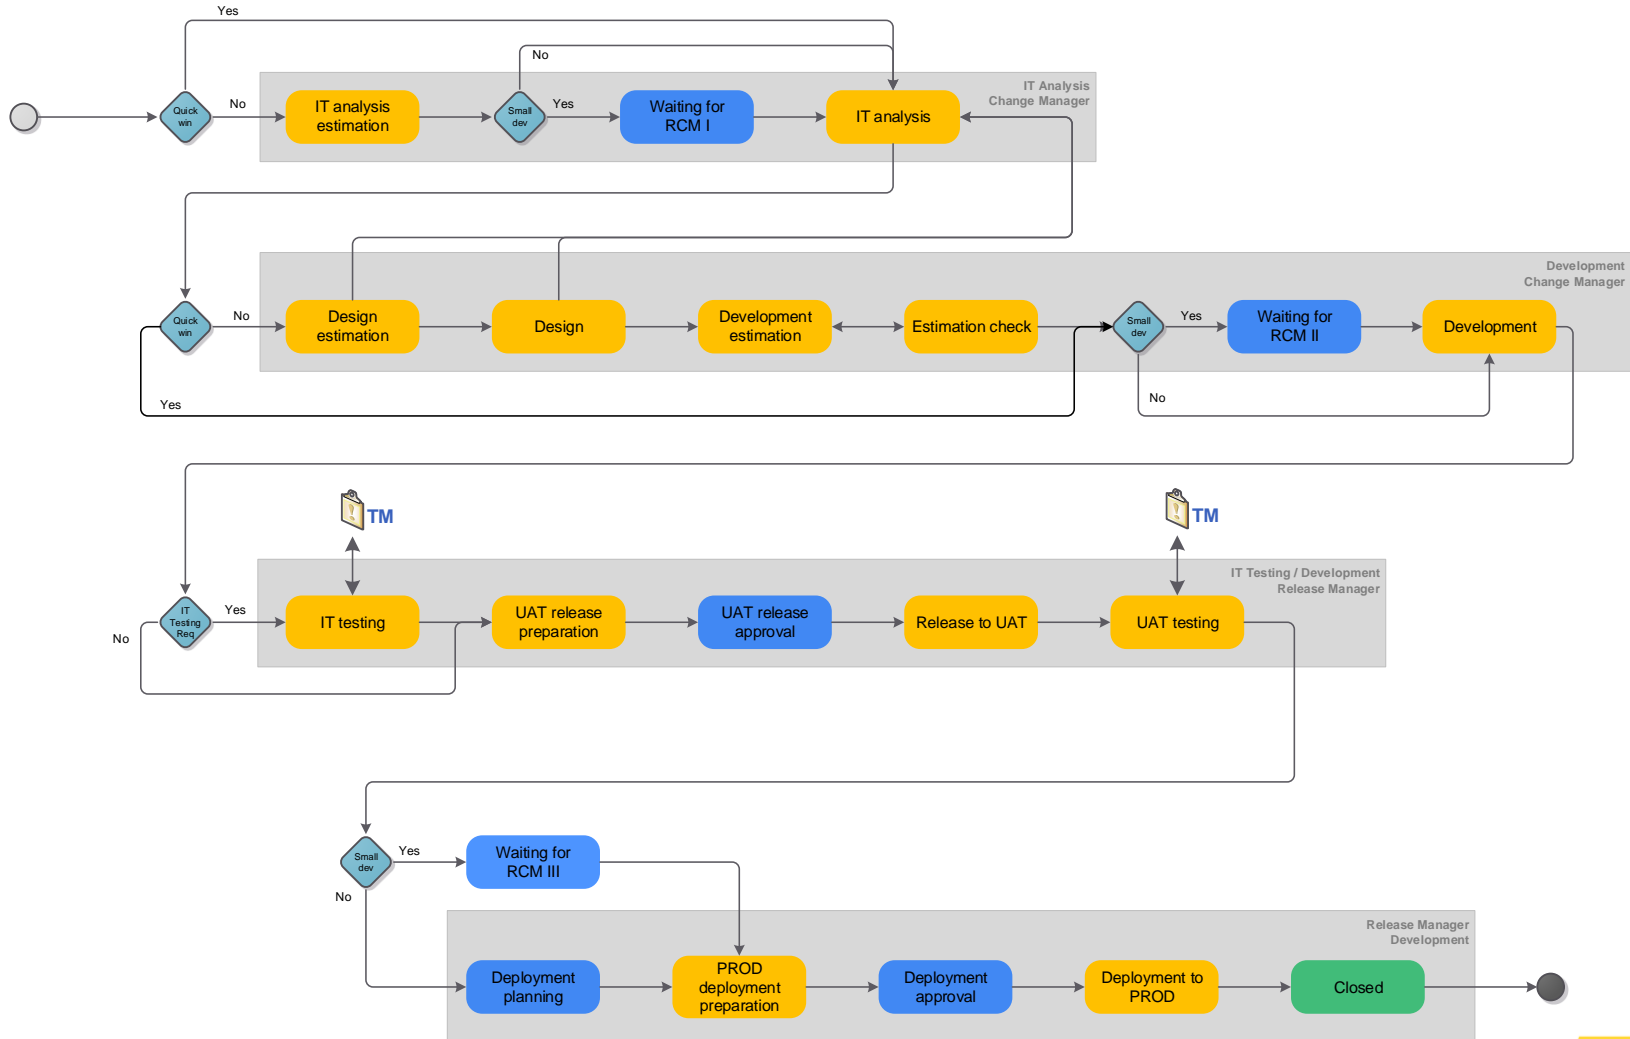 Yes
No
IT Analysis
Change Manager
Quick
win
No
IT analysis
estimation
Small
dev
Yes
Waiting for
RCM I
IT analysis
Development
Change Manager
Quick
win
No
Design
estimation
Design
Development
estimation
Estimation check
Small
dev
Yes
Waiting for
RCM II
Development
Yes
No
TM
TM
IT Testing / Development
Release Manager
IT
Testing
Req
Yes
No
IT testing
UAT release
preparation
UAT release
approval
Release to UAT
UAT testing
Small
dev
Yes
No
Waiting for
RCM III
Release Manager
Development
Deployment
planning
PROD
deployment
preparation
Deployment
approval
Deployment to
PROD
Closed